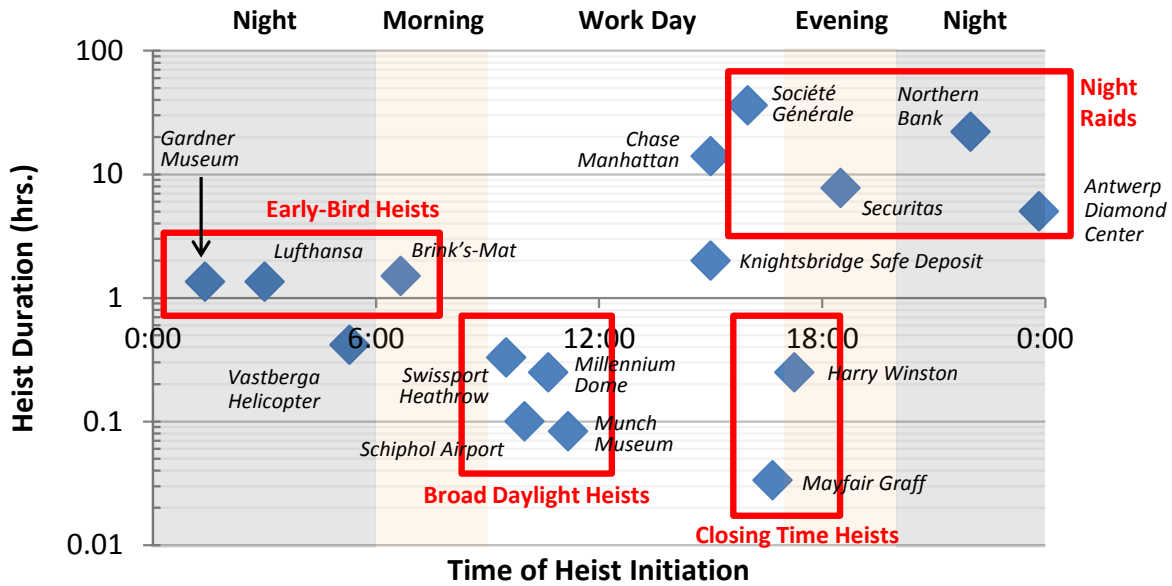 Night
Morning
Work Day
Evening
Night
Heist Duration (hrs.)
100
10
1
0.1
0.01
0:00
6:00
12:00
18:00
0:00
Time of Heist Initiation
Gardner
Museum
Early-Bird Heists
Lufthansa
Brink's-Mat
Vastberga
Helicopter
Swissport
Heathrow
Millennium
Dome
Schiphol Airport
Munch
Museum
Broad Daylight Heists
Chase
Manhattan
Société
Générale
Northern
Bank
Night
Raids
Securitas
Antwerp
Diamond
Center
Knightsbridge Safe Deposit
Harry Winston
Mayfair Graff
Closing Time Heists